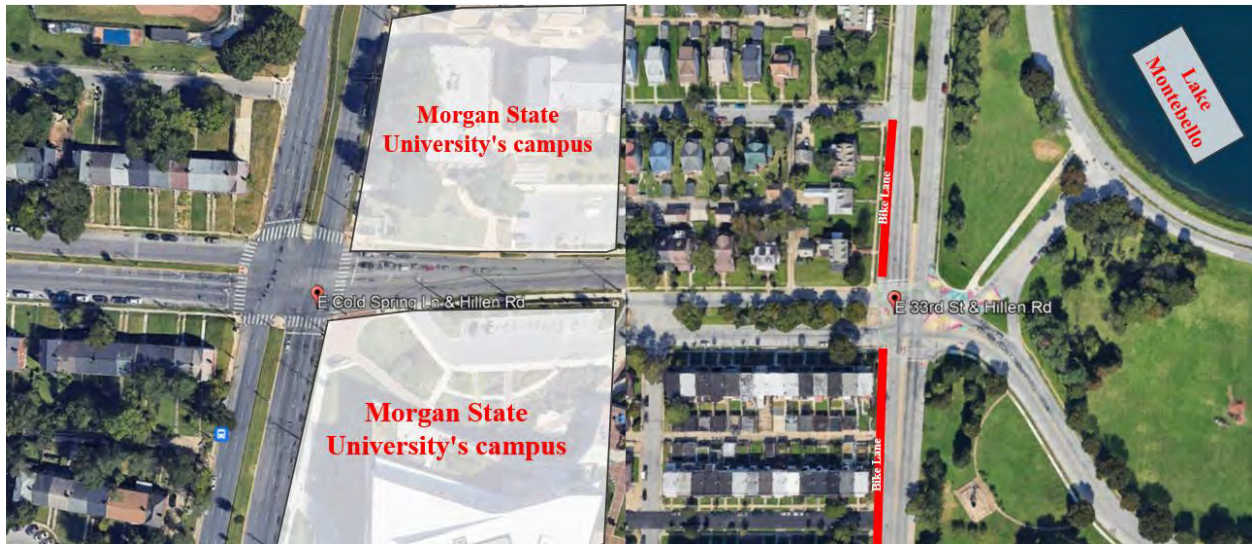 Morgan State
University's campus
E Cold Spring Ln & Hillen Rd
Morgan State
University's campus
Bike Lane
E 33rd St & Hillen Rd
Bike Lane
Lake
Montebello